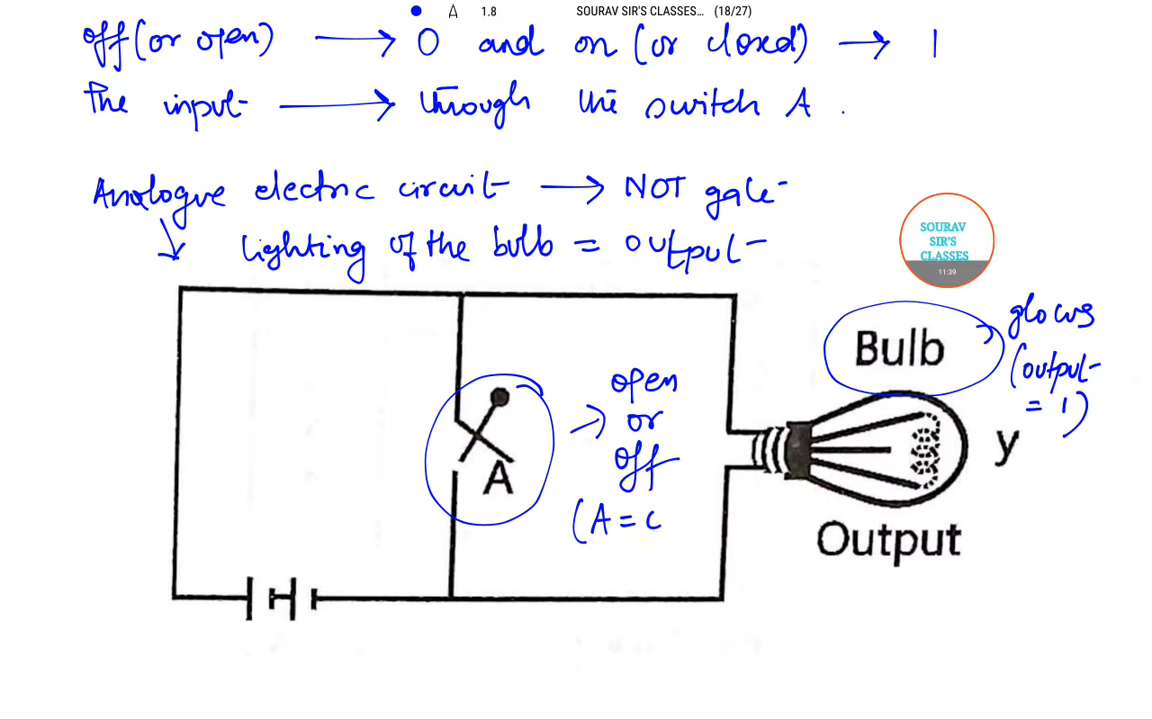 A 1.8 SOURAV SIR'S CLASSES... (18/27)
off (or open) → 0 and on (or closed) → 1
The input → through the switch A.
Analogue electric circuit → NOT gate
↓ lighting of the bulb = output
SOURAV
SIR'S
CLASSES
11:39
Bulb
glows
(output
= 1)
open
→ or
off
(A = c
A
y
Output